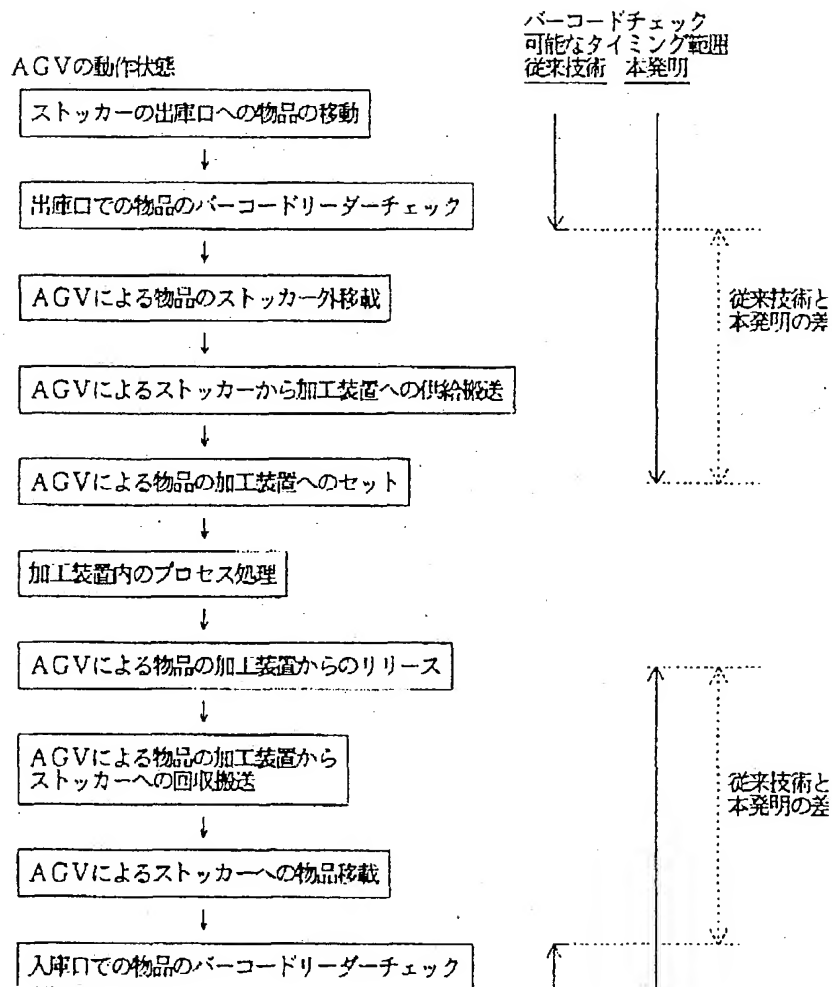 バーコードチェック
可能なタイミング範囲
従来技術 本発明
AGVの動作状態
ストッカーの出庫口への物品の移動
↓
出庫口での物品のバーコードリーダーチェック
↓
AGVによる物品のストッカー外移載
従来技術と
本発明の差
↓
AGVによるストッカーから加工装置への供給搬送
↓
AGVによる物品の加工装置へのセット
↓
加工装置内のプロセス処理
↓
AGVによる物品の加工装置からのリリース
↓
AGVによる物品の加工装置から
ストッカーへの回収搬送
従来技術と
本発明の差
↓
AGVによるストッカーへの物品移載
↓
入庫口での物品のバーコードリーダーチェック